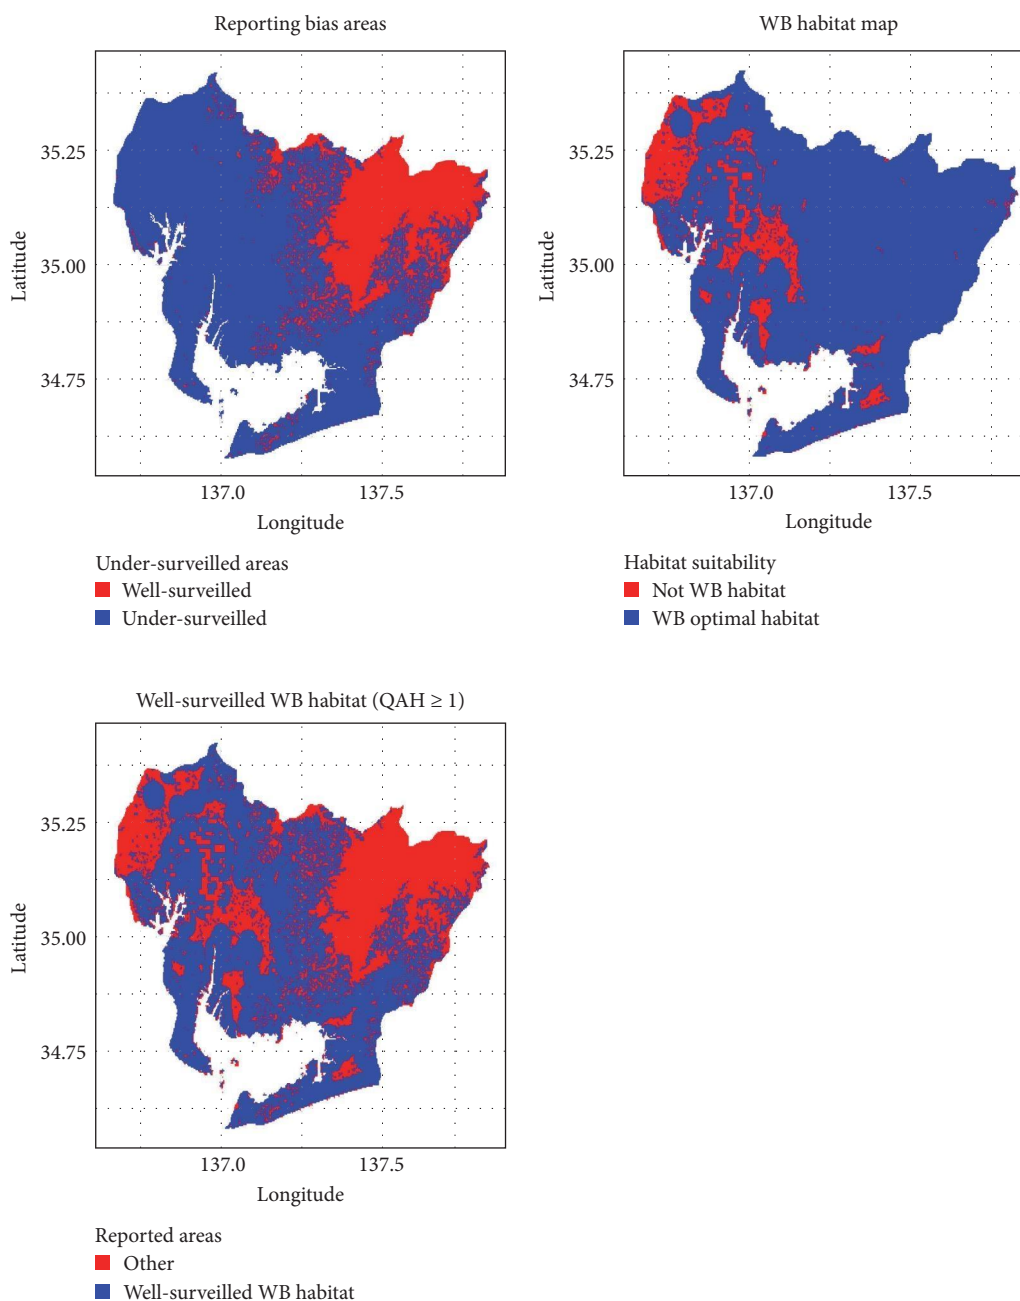 Reporting bias areas
35.25
35.00
34.75
Latitude
137.0 137.5
Longitude
Under-surveilled areas
Well-surveilled
Under-surveilled
WB habitat map
35.25
35.00
34.75
Latitude
137.0 137.5
Longitude
Habitat suitability
Not WB habitat
WB optimal habitat
Well-surveilled WB habitat (QAH ≥ 1)
35.25
35.00
34.75
Latitude
137.0 137.5
Longitude
Reported areas
Other
Well-surveilled WB habitat